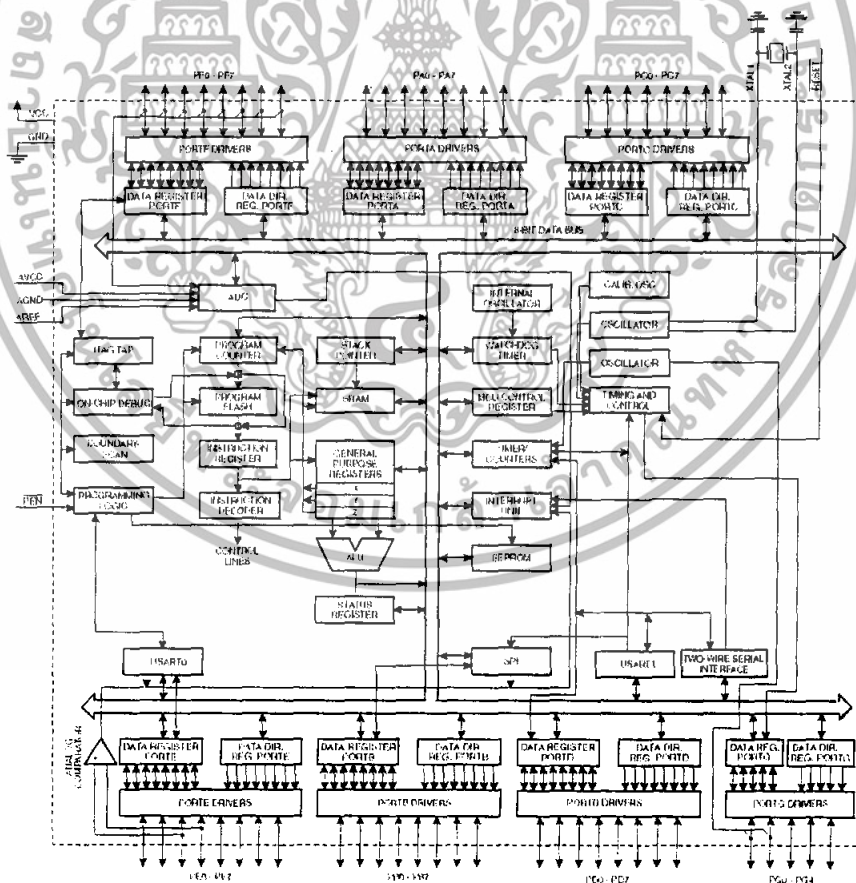 PF0 - PF7
PA0 - PA7
PC0 - PC7
XTAL1
XTAL2
RESET
VCC
GND
PORTF DRIVERS
PORTA DRIVERS
PORTC DRIVERS
DATA REGISTER
PORTF
DATA DIR.
REG. PORTF
DATA REGISTER
PORTA
DATA DIR.
REG. PORTA
DATA REGISTER
PORTC
DATA DIR.
REG. PORTC
8-BIT DATA BUS
AVCC
AGND
AREF
ADC
INTERNAL
OSCILLATOR
CALIB. OSC
OSCILLATOR
OSCILLATOR
JTAG TAP
PROGRAM
COUNTER
STACK
POINTER
WATCHDOG
TIMER
ON-CHIP DEBUG
PROGRAM
FLASH
SRAM
MCU CONTROL
REGISTER
TIMING AND
CONTROL
BOUNDARY-
SCAN
INSTRUCTION
REGISTER
GENERAL
PURPOSE
REGISTERS
X
Y
Z
TIMER/
COUNTERS
PEN
PROGRAMMING
LOGIC
INSTRUCTION
DECODER
INTERRUPT
UNIT
CONTROL
LINES
ALU
EEPROM
STATUS
REGISTER
USART0
SPI
USART1
TWO-WIRE SERIAL
INTERFACE
ANALOG
COMPARATOR
DATA REGISTER
PORTE
DATA DIR.
REG. PORTE
DATA REGISTER
PORTB
DATA DIR.
REG. PORTB
DATA REGISTER
PORTD
DATA DIR.
REG. PORTD
DATA REG.
PORTG
DATA DIR.
REG. PORTG
PORTE DRIVERS
PORTB DRIVERS
PORTD DRIVERS
PORTG DRIVERS
PE0 - PE7
PB0 - PB7
PD0 - PD7
PG0 - PG4